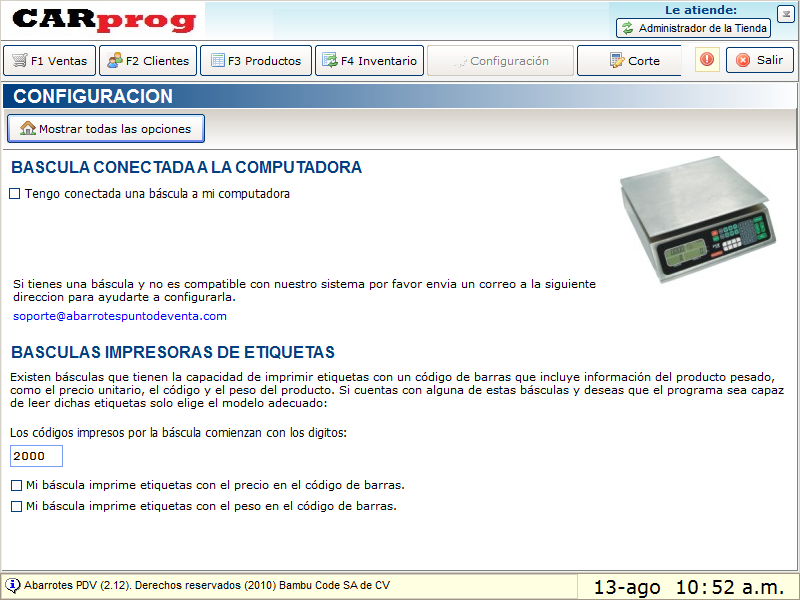 CARprog
Le atiende:
Administrador de la Tienda
F1 Ventas
F2 Clientes
F3 Productos
F4 Inventario
Configuración
Corte
Salir
CONFIGURACION
Mostrar todas las opciones
BASCULA CONECTADA A LA COMPUTADORA
Tengo conectada una báscula a mi computadora
Si tienes una báscula y no es compatible con nuestro sistema por favor envia un correo a la siguiente
direccion para ayudarte a configurarla.
soporte@abarrotespuntodeventa.com
BASCULAS IMPRESORAS DE ETIQUETAS
Existen básculas que tienen la capacidad de imprimir etiquetas con un código de barras que incluye información del producto pesado,
como el precio unitario, el código y el peso del producto. Si cuentas con alguna de estas básculas y deseas que el programa sea capaz
de leer dichas etiquetas solo elige el modelo adecuado:
Los códigos impresos por la báscula comienzan con los digitos:
2000
Mi báscula imprime etiquetas con el precio en el código de barras.
Mi báscula imprime etiquetas con el peso en el código de barras.
Abarrotes PDV (2.12). Derechos reservados (2010) Bambu Code SA de CV
13-ago 10:52 a.m.